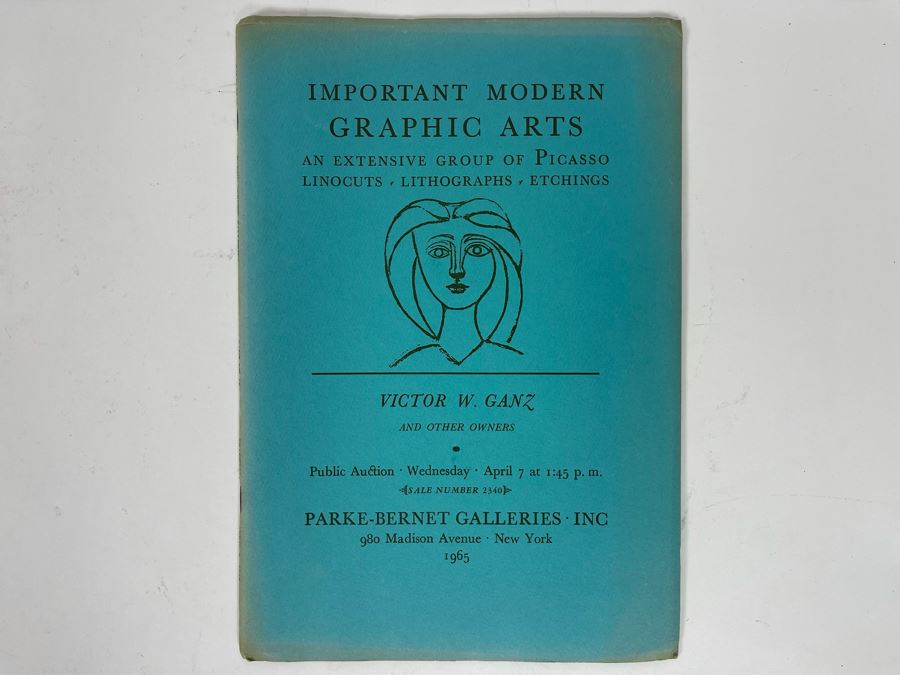 IMPORTANT MODERN
GRAPHIC ARTS
AN EXTENSIVE GROUP OF PICASSO
LINOCUTS · LITHOGRAPHS · ETCHINGS
VICTOR W. GANZ
AND OTHER OWNERS
Public Auction · Wednesday · April 7 at 1:45 p. m.
SALE NUMBER 2340
PARKE-BERNET GALLERIES · INC
980 Madison Avenue · New York
1965